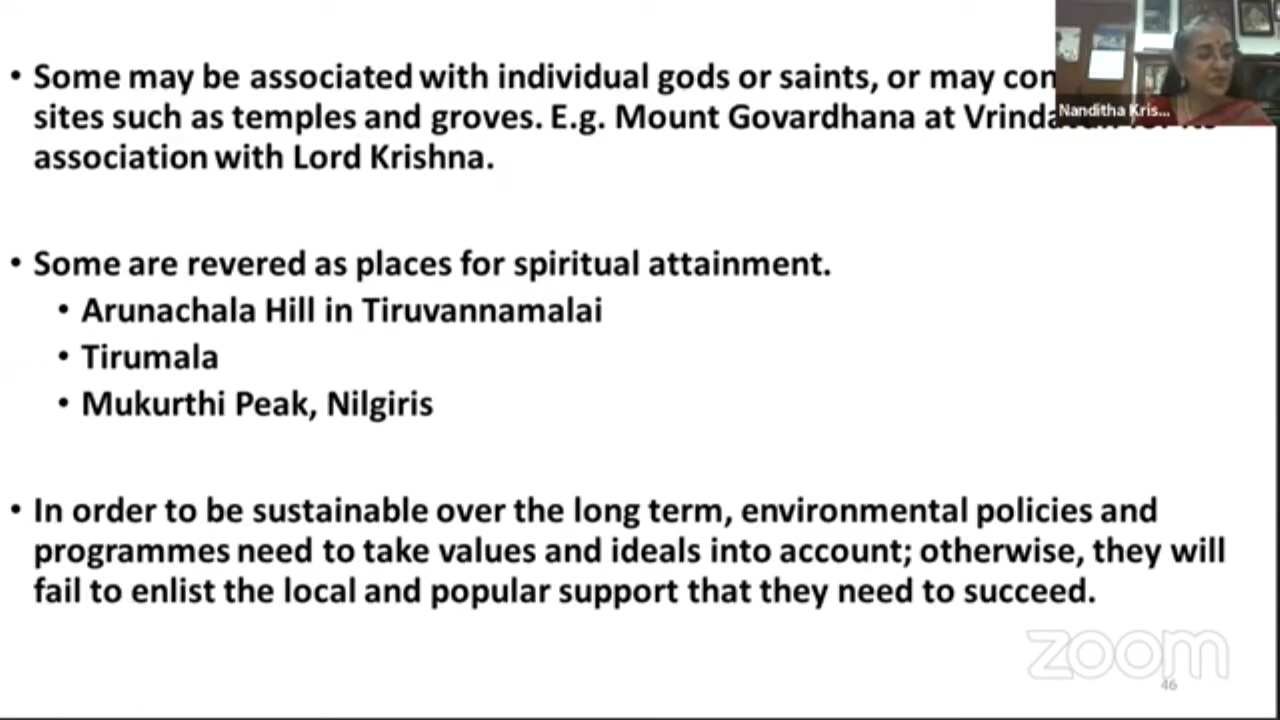 • Some may be associated with individual gods or saints, or may
Nanditha Kris...
sites such as temples and groves. E.g. Mount Govardhana at
association with Lord Krishna.
• Some are revered as places for spiritual attainment.
• Arunachala Hill in Tiruvannamalai
• Tirumala
• Mukurthi Peak, Nilgiris
• In order to be sustainable over the long term, environmental policies and
programmes need to take values and ideals into account; otherwise, they will
fail to enlist the local and popular support that they need to succeed.
zoom
46